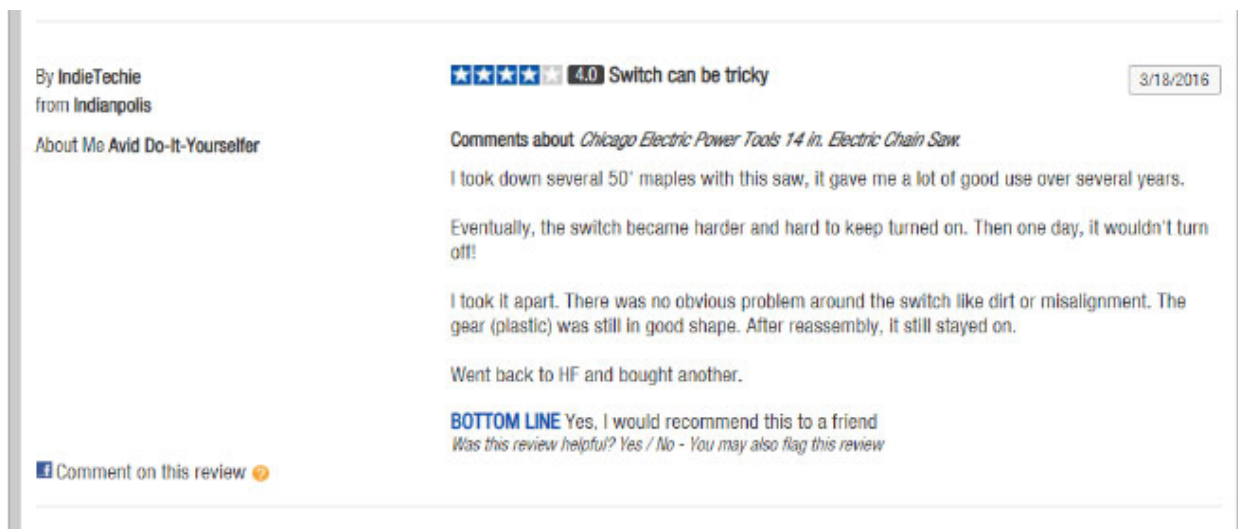 By IndieTechie
from Indianpolis
About Me Avid Do-It-Yourselfer
4.0 Switch can be tricky
3/18/2016
Comments about Chicago Electric Power Tools 14 in. Electric Chain Saw:
I took down several 50' maples with this saw, it gave me a lot of good use over several years.
Eventually, the switch became harder and hard to keep turned on. Then one day, it wouldn't turn
off!
I took it apart. There was no obvious problem around the switch like dirt or misalignment. The
gear (plastic) was still in good shape. After reassembly, it still stayed on.
Went back to HF and bought another.
BOTTOM LINE Yes, I would recommend this to a friend
Was this review helpful? Yes / No - You may also flag this review
f Comment on this review ?